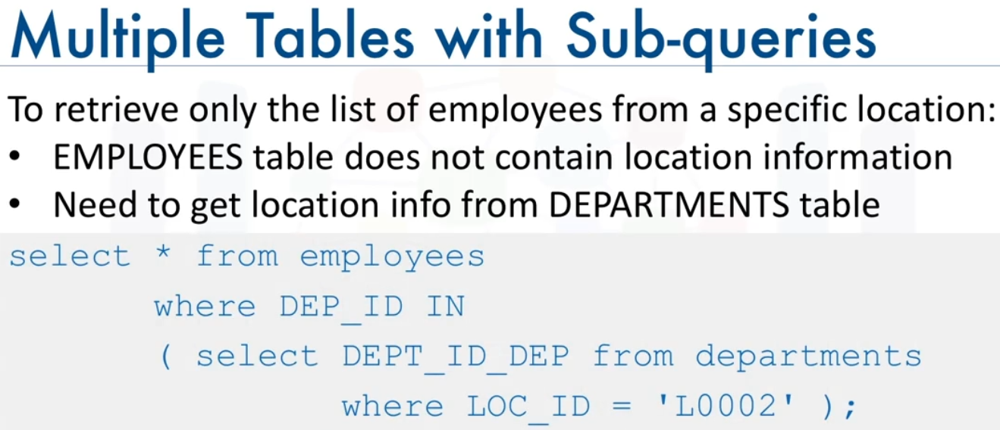 Multiple Tables with Sub-queries
To retrieve only the list of employees from a specific location:
• EMPLOYEES table does not contain location information
• Need to get location info from DEPARTMENTS table
select * from employees
where DEP_ID IN
( select DEPT_ID_DEP from departments
where LOC_ID = 'L0002' );